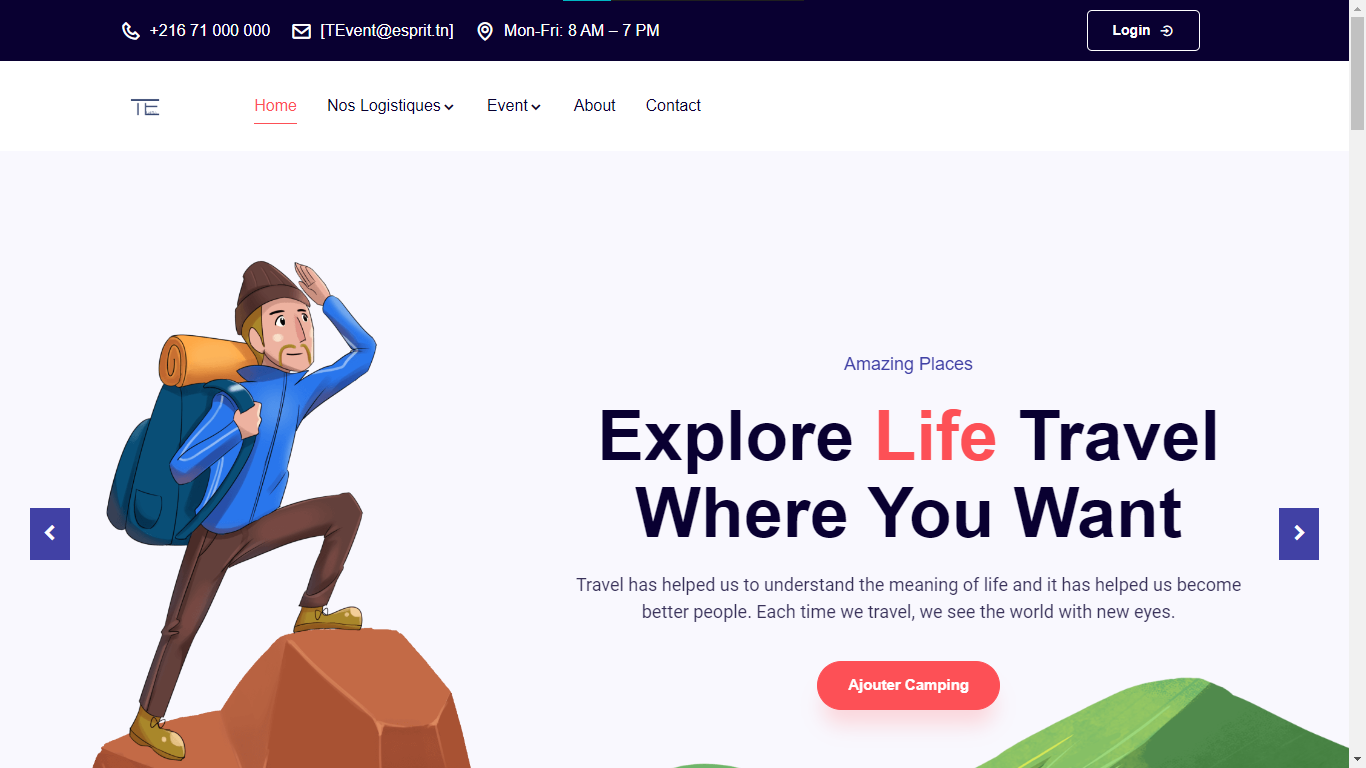 +216 71 000 000 [TEvent@esprit.tn] Mon-Fri: 8 AM – 7 PM Login
TE Home Nos Logistiques Event About Contact
Amazing Places
Explore Life Travel
Where You Want
Travel has helped us to understand the meaning of life and it has helped us become
better people. Each time we travel, we see the world with new eyes.
Ajouter Camping